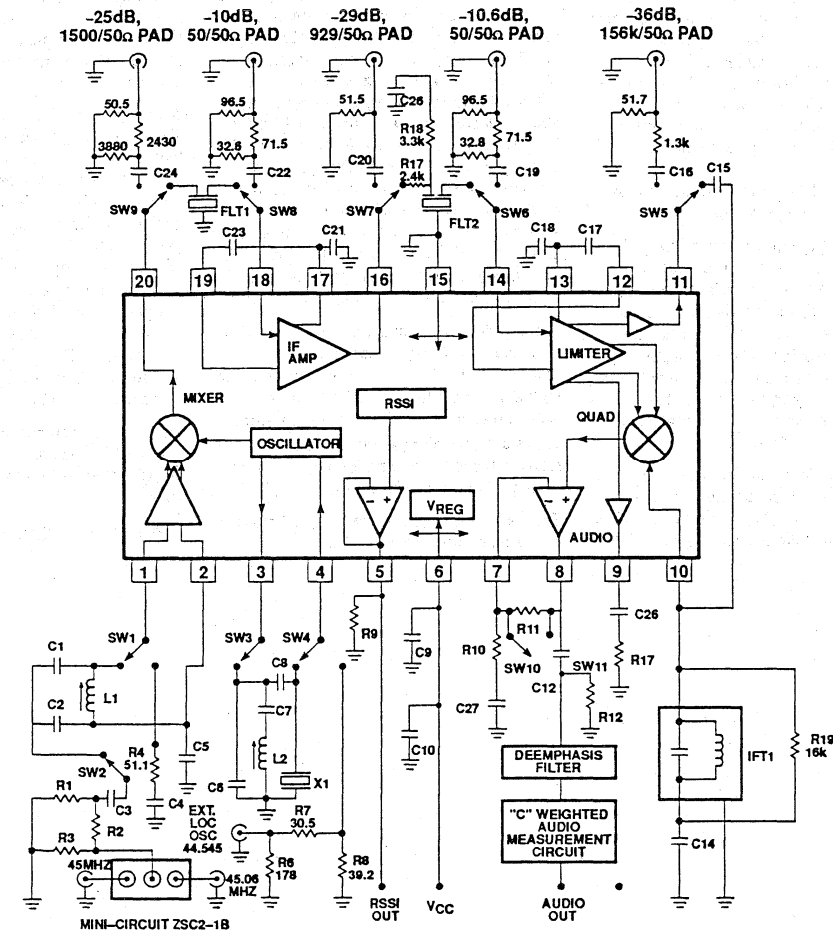 –25dB,
1500/50Ω PAD
–10dB,
50/50Ω PAD
–29dB,
929/50Ω PAD
–10.6dB,
50/50Ω PAD
–36dB,
156k/50Ω PAD
50.5
96.5
51.5
C26
96.5
51.7
3880
2430
32.6
71.5
R18
3.3k
32.8
71.5
1.3k
C24
C22
C20
R17
2.4k
C19
C16
C15
SW9
FLT1
SW8
SW7
FLT2
SW6
SW5
C23
C21
C18
C17
20
19
18
17
16
15
14
13
12
11
IF
AMP
LIMITER
MIXER
RSSI
QUAD
OSCILLATOR
– +
VREG
– +
AUDIO
1
2
3
4
5
6
7
8
9
10
SW1
SW3
SW4
R9
R11
C26
C1
C8
C9
R10
SW10
SW11
R17
L1
C2
C7
C12
R12
R4
51.1
C5
L2
C10
C27
IFT1
R19
16k
SW2
C6
X1
DEEMPHASIS
FILTER
R1
C3
C4
EXT.
LOC
OSC
44.545
R7
30.5
"C" WEIGHTED
AUDIO
MEASUREMENT
CIRCUIT
R2
C14
R3
45MHZ
45.06
MHZ
R6
178
R8
39.2
RSSI
OUT
VCC
AUDIO
OUT
MINI–CIRCUIT ZSC2–1B